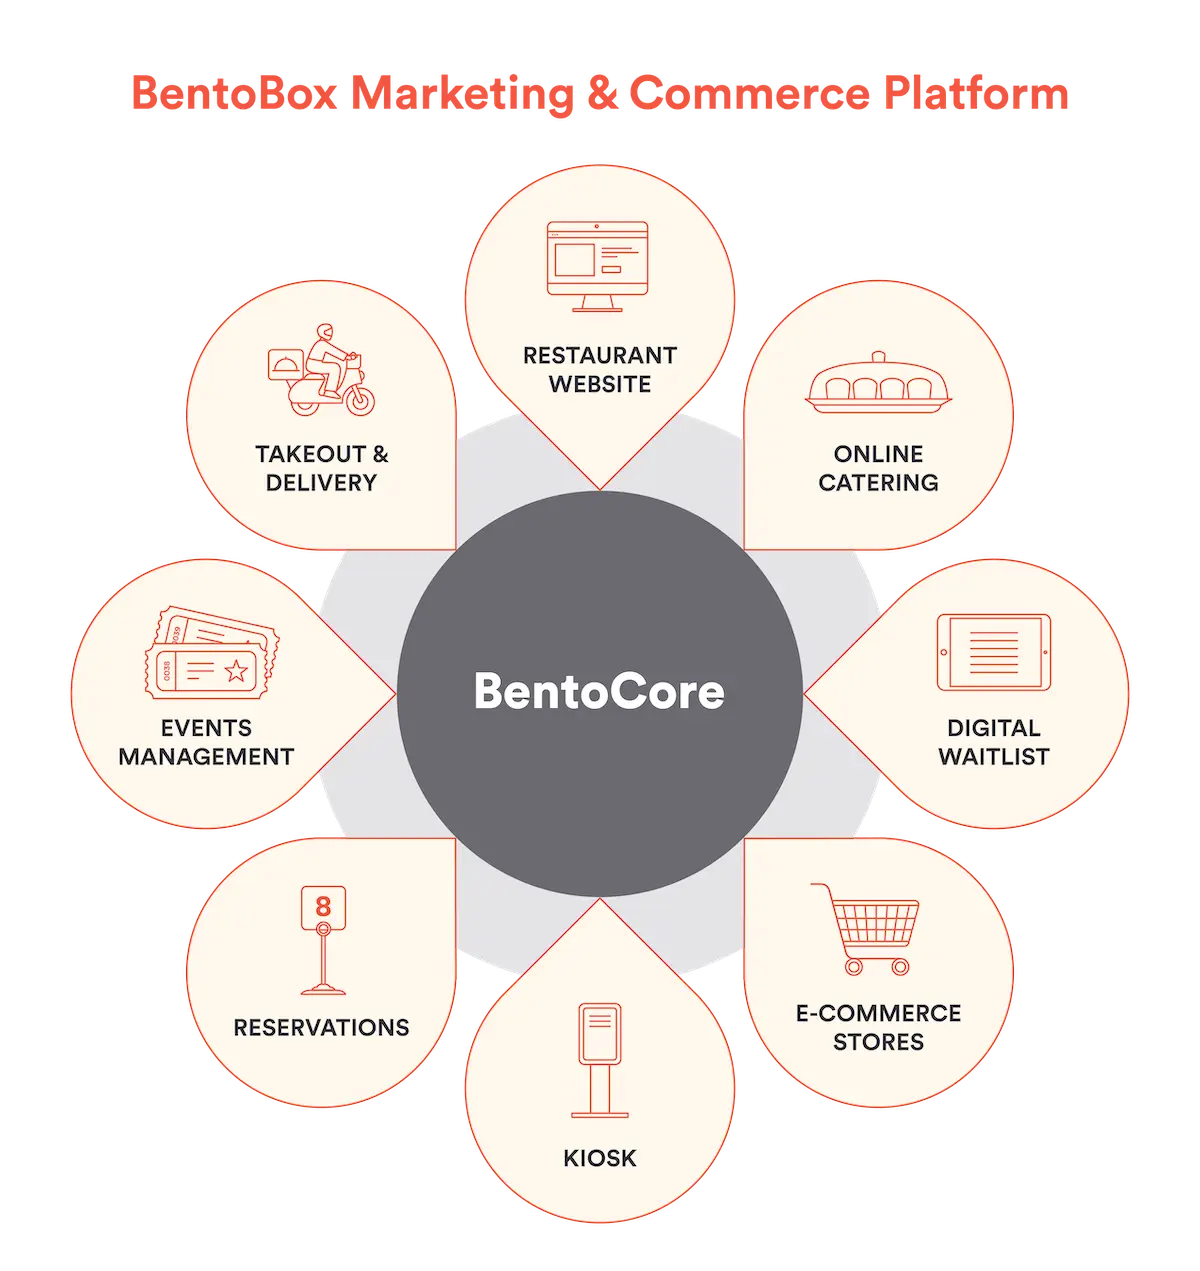 BentoBox Marketing & Commerce Platform
RESTAURANT
WEBSITE
TAKEOUT &
DELIVERY
ONLINE
CATERING
0039
0038
EVENTS
MANAGEMENT
BentoCore
DIGITAL
WAITLIST
8
RESERVATIONS
E-COMMERCE
STORES
KIOSK